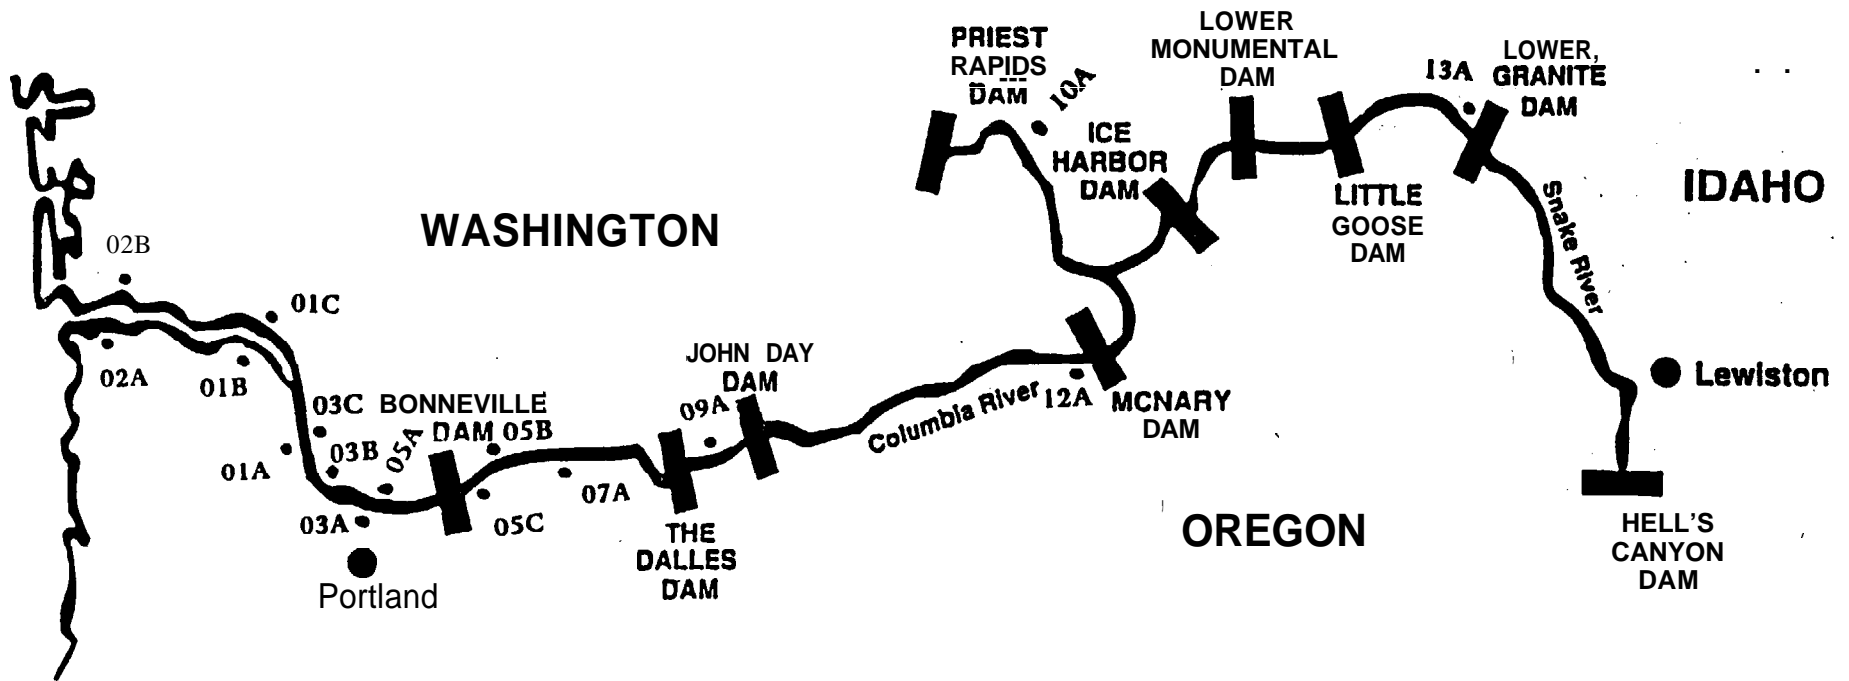 PRIEST
RAPIDS
DAM
10A
LOWER
MONUMENTAL
DAM
13A
LOWER,
GRANITE
DAM
ICE
HARBOR
DAM
IDAHO
LITTLE
GOOSE
DAM
Snake River
WASHINGTON
02B
01C
02A
01B
JOHN DAY
DAM
Lewiston
03C
BONNEVILLE
DAM
05B
09A
Columbia River
12A
MCNARY
DAM
01A
03B
05A
07A
03A
05C
THE
DALLES
DAM
OREGON
HELL'S
CANYON
DAM
Portland